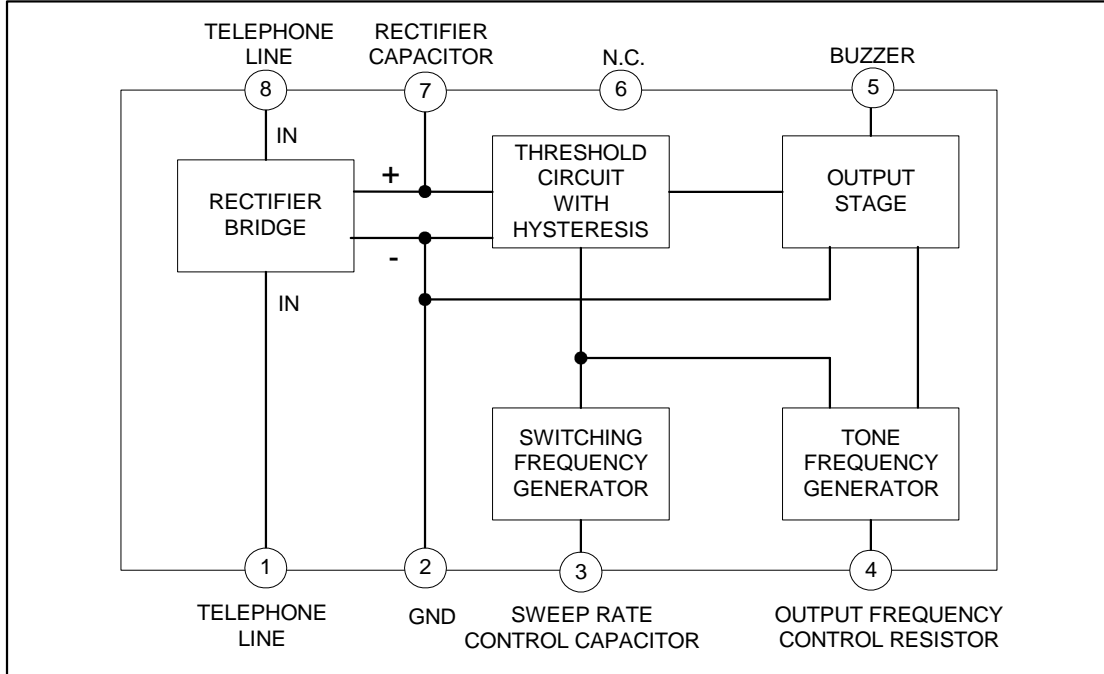 TELEPHONE
LINE
RECTIFIER
CAPACITOR
N.C.
BUZZER
8
7
6
5
IN
+
-
RECTIFIER
BRIDGE
THRESHOLD
CIRCUIT
WITH
HYSTERESIS
OUTPUT
STAGE
IN
SWITCHING
FREQUENCY
GENERATOR
TONE
FREQUENCY
GENERATOR
1
2
3
4
TELEPHONE
LINE
GND
SWEEP RATE
CONTROL CAPACITOR
OUTPUT FREQUENCY
CONTROL RESISTOR